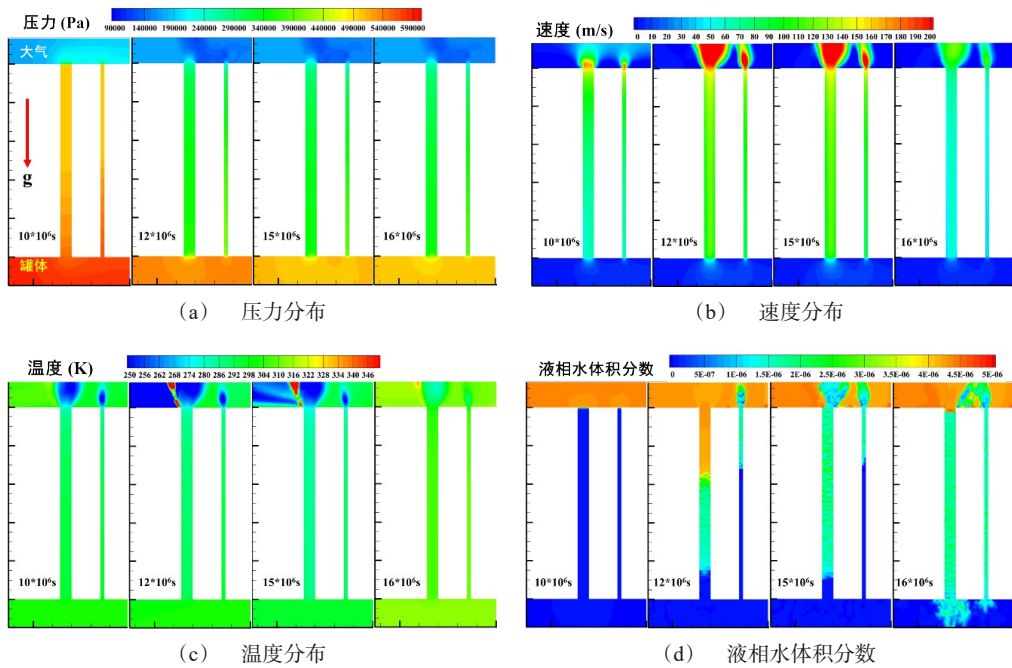 压力 (Pa)
90000 140000 190000 240000 290000 340000 390000 440000 490000 540000 590000
大气
g
10*10⁶s
12*10⁶s
15*10⁶s
16*10⁶s
罐体
(a) 压力分布
速度 (m/s)
0 10 20 30 40 50 60 70 80 90 100 110 120 130 140 150 160 170 180 190 200
10*10⁶s
12*10⁶s
15*10⁶s
16*10⁶s
(b) 速度分布
温度 (K)
250 256 262 268 274 280 286 292 298 304 310 316 322 328 334 340 346
10*10⁶s
12*10⁶s
15*10⁶s
16*10⁶s
(c) 温度分布
液相水体积分数
0 5E-07 1E-06 1.5E-06 2E-06 2.5E-06 3E-06 3.5E-06 4E-06 4.5E-06 5E-06
10*10⁶s
12*10⁶s
15*10⁶s
16*10⁶s
(d) 液相水体积分数